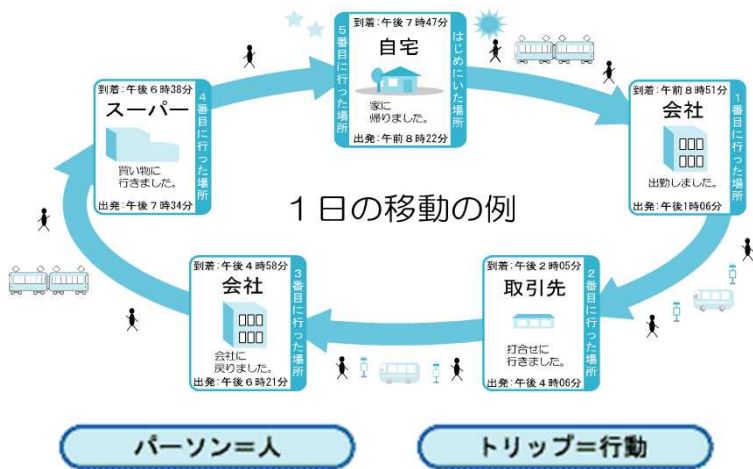 到着:午後7時47分
自宅
家に
帰りました。
出発:午前8時22分
5番目に行った場所
はじめにいた場所
到着:午前8時51分
会社
出勤しました。
出発:午後1時06分
1番目に行った場所
到着:午後2時05分
取引先
打合せに
行きました。
出発:午後4時06分
2番目に行った場所
到着:午後4時58分
会社
会社に
戻りました。
出発:午後6時21分
3番目に行った場所
到着:午後6時38分
スーパー
買い物に
行きました。
出発:午後7時34分
4番目に行った場所
1日の移動の例
パーソン=人
トリップ=行動